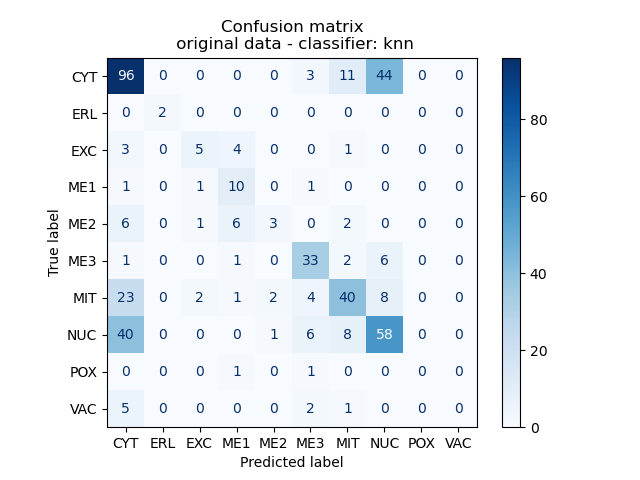 Confusion matrix
original data - classifier: knn
True label
CYT 96 0 0 0 0 3 11 44 0 0
ERL 0 2 0 0 0 0 0 0 0 0
EXC 3 0 5 4 0 0 1 0 0 0
ME1 1 0 1 10 0 1 0 0 0 0
ME2 6 0 1 6 3 0 2 0 0 0
ME3 1 0 0 1 0 33 2 6 0 0
MIT 23 0 2 1 2 4 40 8 0 0
NUC 40 0 0 0 1 6 8 58 0 0
POX 0 0 0 1 0 1 0 0 0 0
VAC 5 0 0 0 0 2 1 0 0 0
CYT ERL EXC ME1 ME2 ME3 MIT NUC POX VAC
Predicted label
80
60
40
20
0